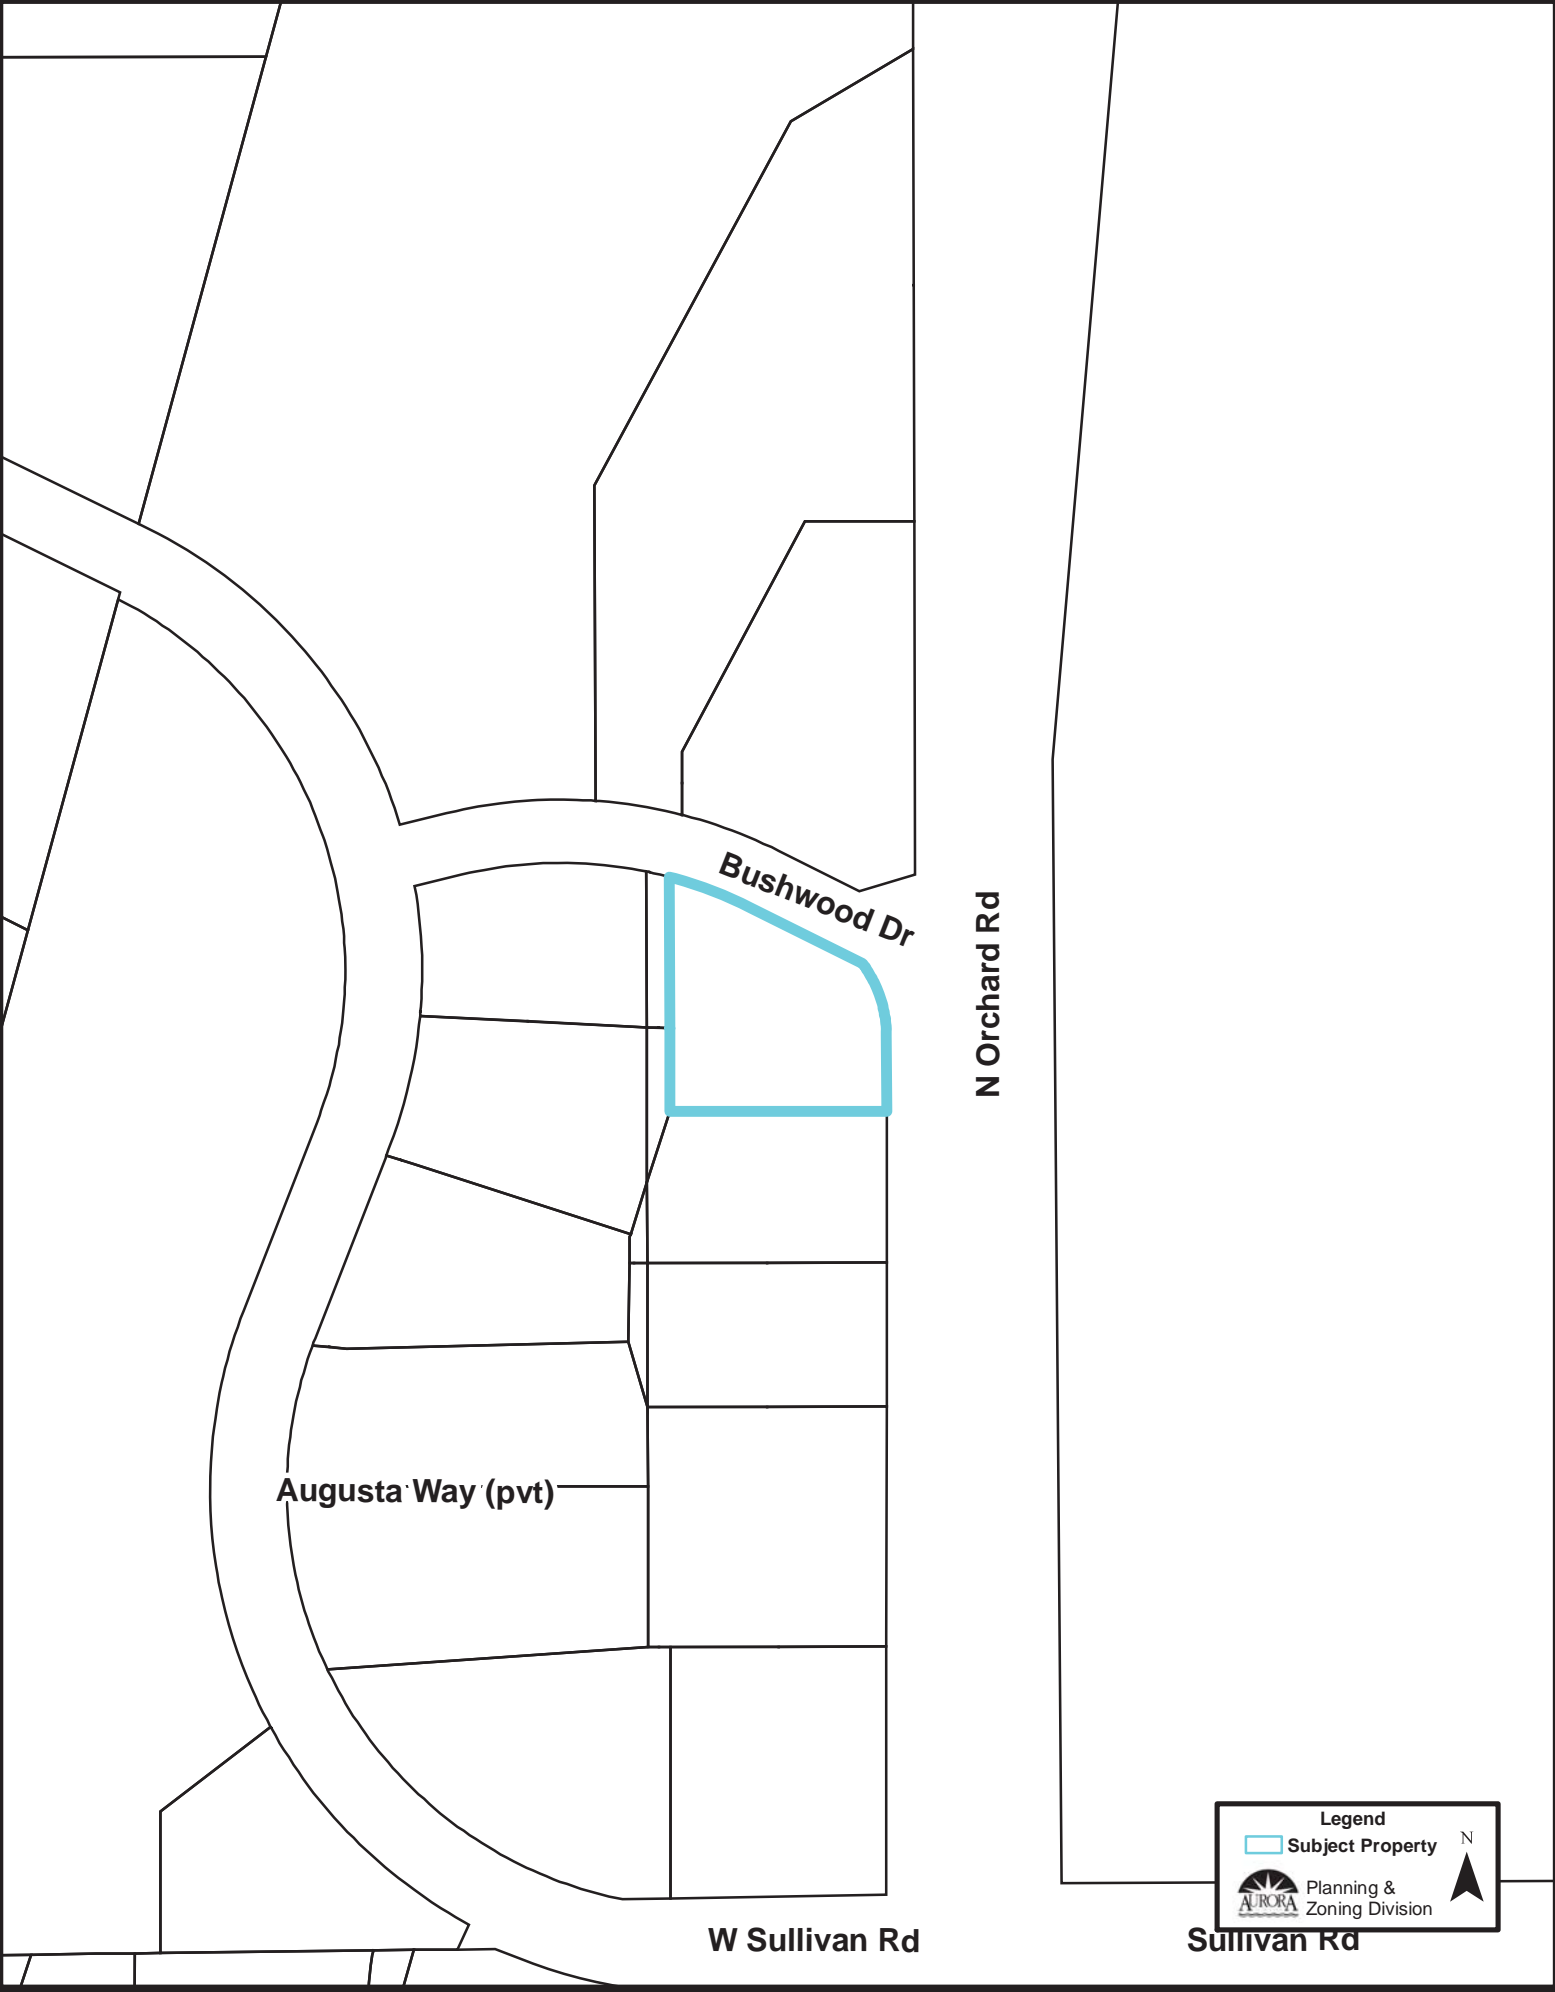 Bushwood Dr
N Orchard Rd
Augusta Way (pvt)
Legend
Subject Property
N
AURORA
Planning &
Zoning Division
W Sullivan Rd
Sullivan Rd